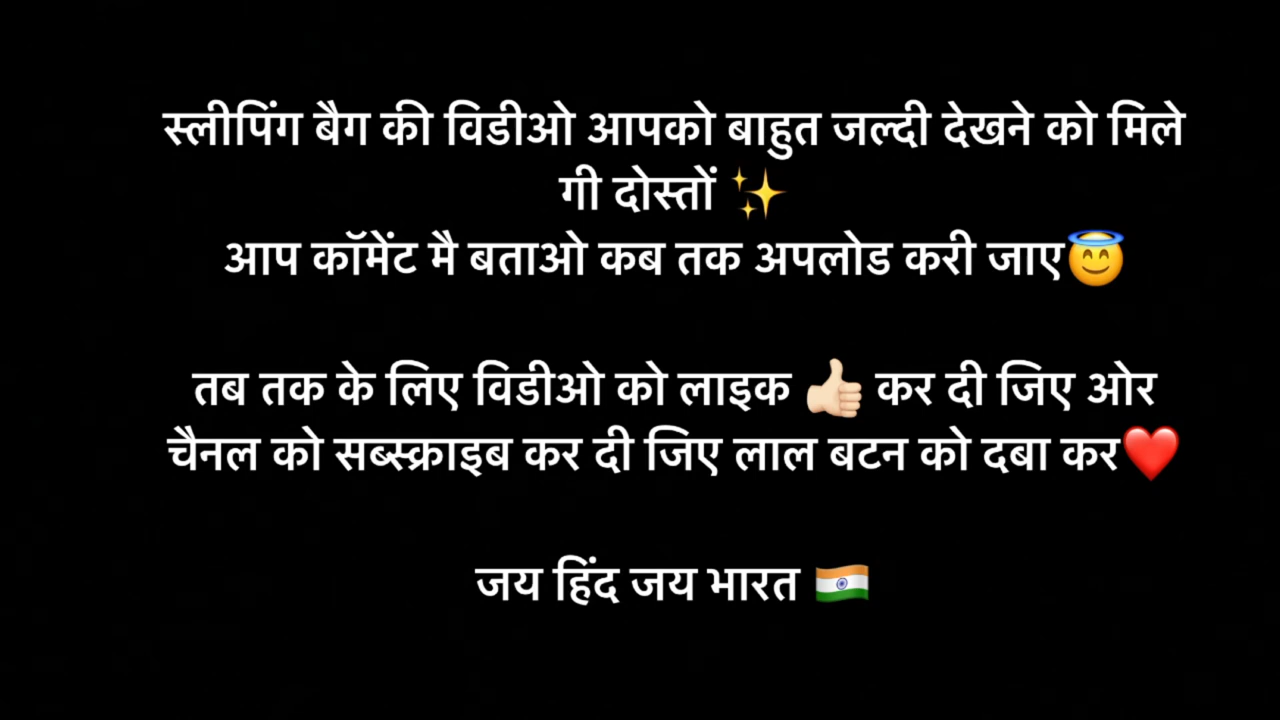 स्लीपिंग बैग की विडीओ आपको बाहुत जल्दी देखने को मिले
गी दोस्तों ✨
आप कॉमेंट मै बताओ कब तक अपलोड करी जाए😇
तब तक के लिए विडीओ को लाइक 👍🏻 कर दी जिए ओर
चैनल को सब्स्क्राइब कर दी जिए लाल बटन को दबा कर❤️
जय हिंद जय भारत 🇮🇳